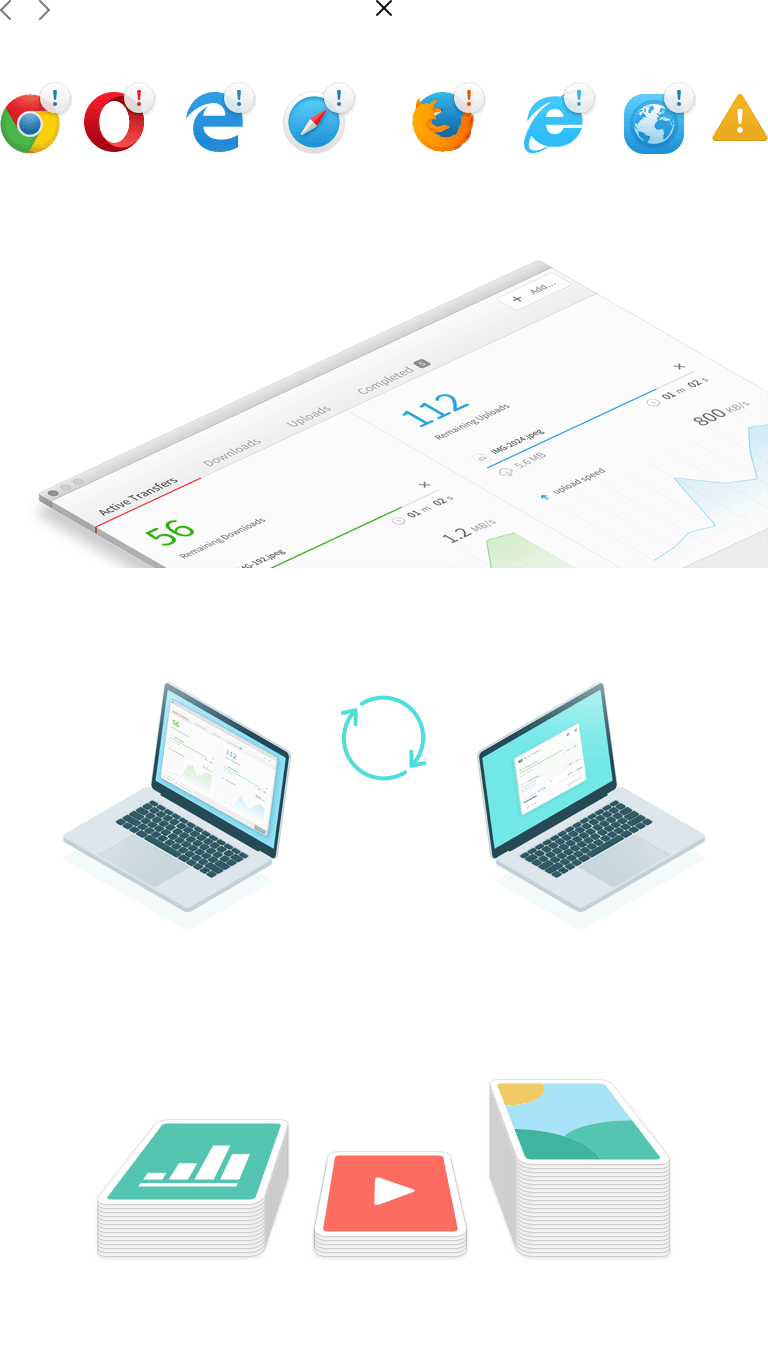 + Add...
Active Transfers
Downloads
Uploads
Completed 5
56
Remaining Downloads
01 m 02 s
1.2 MB/s
112
Remaining Uploads
IMG-2024.jpeg
5.6 MB
01 m 02 s
upload speed
800 KB/s
56
112